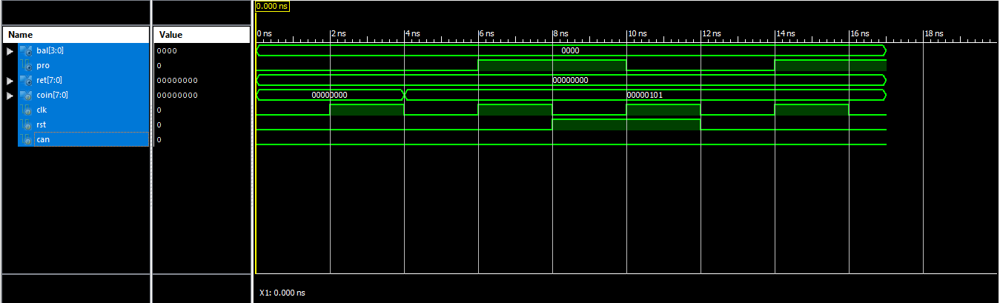 0.000 ns
Name Value 0 ns 2 ns 4 ns 6 ns 8 ns 10 ns 12 ns 14 ns 16 ns 18 ns
bal[3:0] 0000 0000
pro 0
ret[7:0] 00000000 00000000
coin[7:0] 00000000 00000000 00000101
clk 0
rst 0
can 0
X1: 0.000 ns